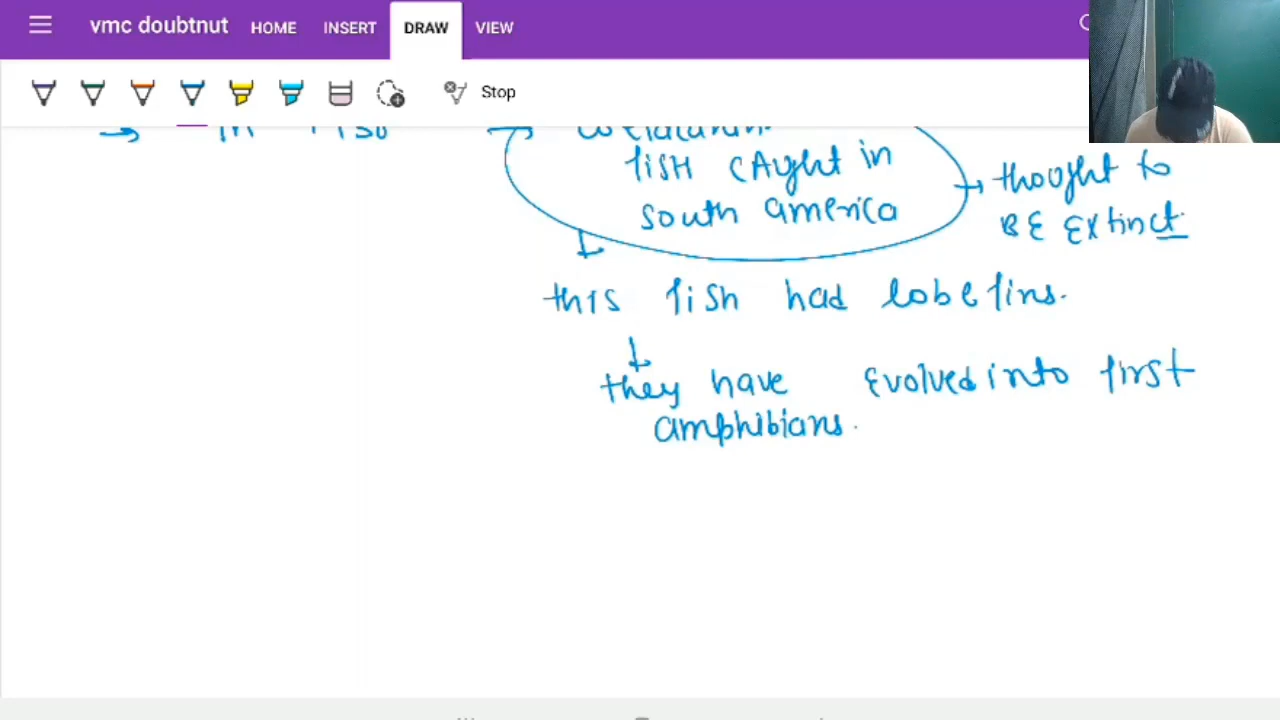 vmc doubtnut HOME INSERT DRAW VIEW
Stop
→ in
fish caught in
south america
→ thought to
BE Extinct
this fish had lobe fins.
they have Evolved into first
amphibians.